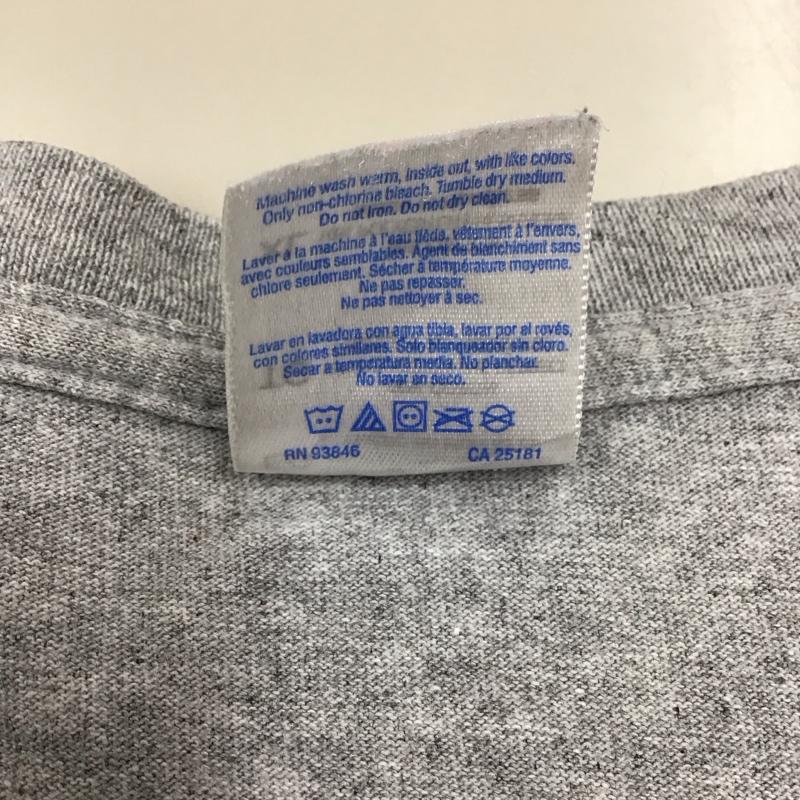 Machine wash warm, inside out, with like colors.
Only non-chlorine bleach. Tumble dry medium.
Do not iron. Do not dry clean.
Laver à la machine à l'eau tiède, vêtement à l'envers,
avec couleurs semblables. Agent de blanchiment sans
chlore seulement. Sécher à température moyenne.
Ne pas repasser.
Ne pas nettoyer à sec.
Lavar en lavadora con agua tibia, lavar por el revés,
con colores similares. Solo blanqueador sin cloro.
Secar a temperatura media. No planchar.
No lavar en seco.
RN 93846 CA 25181